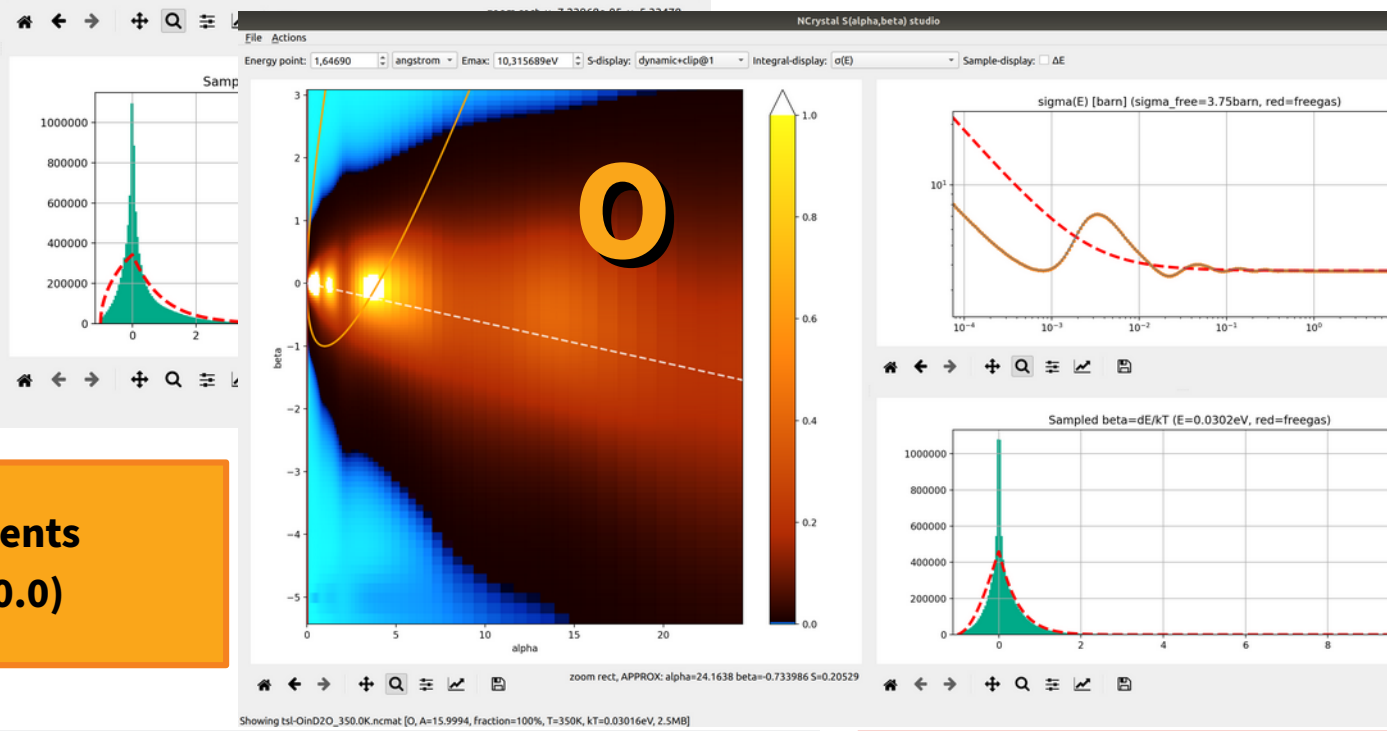 NCrystal S(alpha,beta) studio
File Actions
Energy point: 1,64690 angstrom Emax: 10,315689eV S-display: dynamic+clip@1 Integral-display: σ(E) Sample-display: ΔE
Samp
1000000
800000
600000
400000
200000
0
0 2
ents
0.0)
3
2
1
0
−1
−2
−3
−4
−5
beta
0 5 10 15 20
alpha
O
1.0
0.8
0.6
0.4
0.2
0.0
zoom rect, APPROX: alpha=24.1638 beta=-0.733986 S=0.20529
sigma(E) [barn] (sigma_free=3.75barn, red=freegas)
10¹
10⁻⁴ 10⁻³ 10⁻² 10⁻¹ 10⁰
Sampled beta=dE/kT (E=0.0302eV, red=freegas)
1000000
800000
600000
400000
200000
0
0 2 4 6 8
Showing tsl-OinD2O_350.0K.ncmat [O, A=15.9994, fraction=100%, T=350K, kT=0.03016eV, 2.5MB]